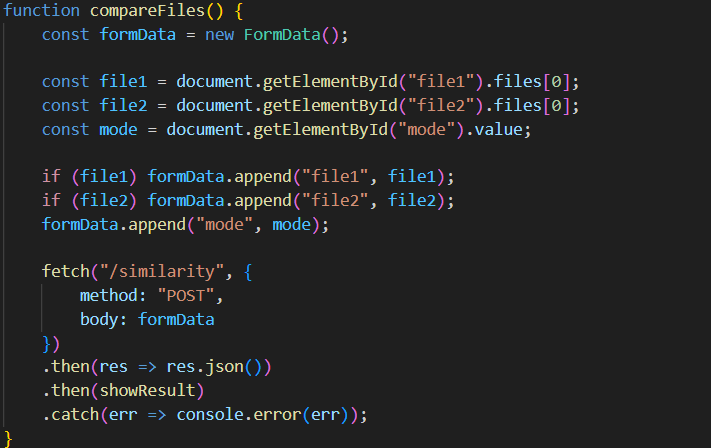 function compareFiles() {
    const formData = new FormData();

    const file1 = document.getElementById("file1").files[0];
    const file2 = document.getElementById("file2").files[0];
    const mode = document.getElementById("mode").value;

    if (file1) formData.append("file1", file1);
    if (file2) formData.append("file2", file2);
    formData.append("mode", mode);

    fetch("/similarity", {
        method: "POST",
        body: formData
    })
    .then(res => res.json())
    .then(showResult)
    .catch(err => console.error(err));
}